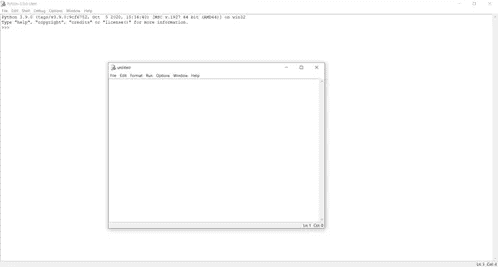 Python 3.9.0 Shell
File Edit Shell Debug Options Window Help
Python 3.9.0 (tags/v3.9.0:9cf6752, Oct  5 2020, 15:34:40) [MSC v.1927 64 bit (AMD64)] on win32
Type "help", "copyright", "credits" or "license()" for more information.
>>>
untitled
File Edit Format Run Options Window Help
Ln: 1 Col: 0
Ln: 3 Col: 4